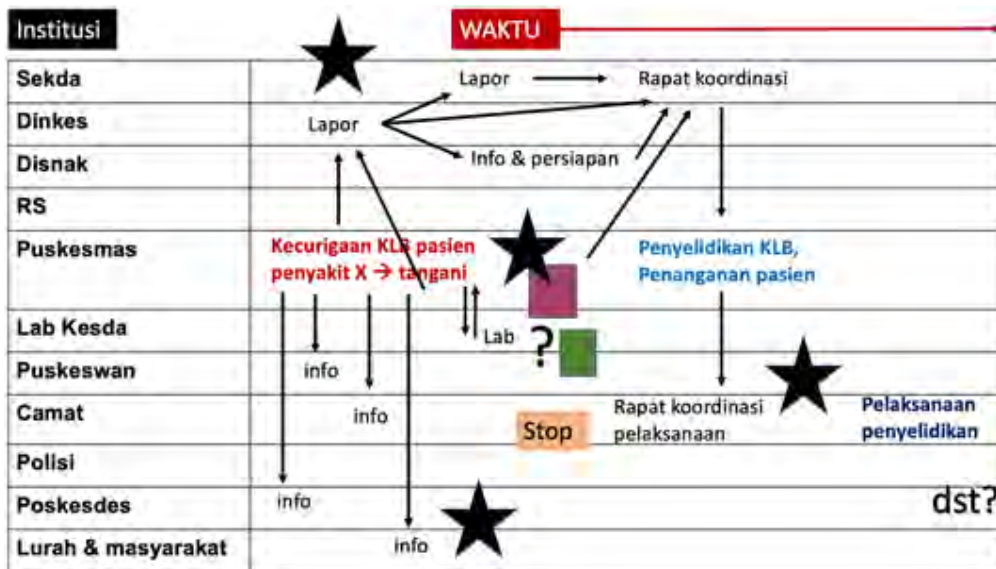 Institusi
WAKTU
Sekda
Lapor
Rapat koordinasi
Dinkes
Lapor
Disnak
Info & persiapan
RS
Puskesmas
Kecurigaan KLB pasien
penyakit X → tangani
Penyelidikan KLB,
Penanganan pasien
Lab Kesda
Lab
?
Puskeswan
info
Camat
info
Stop
Rapat koordinasi
pelaksanaan
Pelaksanaan
penyelidikan
Polisi
Poskesdes
info
dst?
Lurah & masyarakat
info